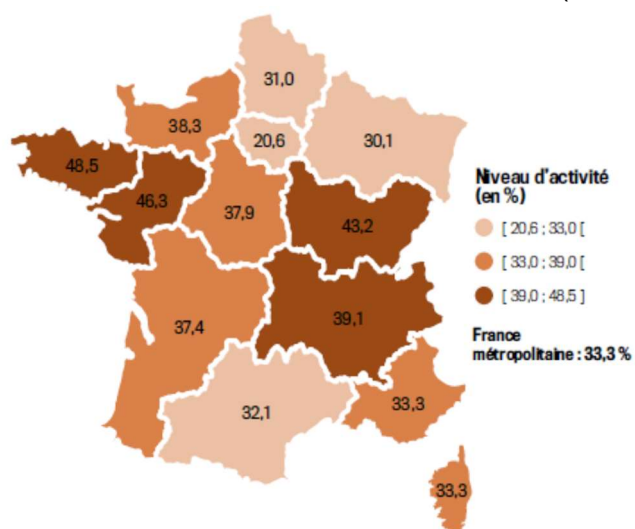 31,0
38,3
20,6
30,1
48,5
46,3
37,9
43,2
Niveau d'activité
(en %)
[ 20,6 ; 33,0 [
[ 33,0 ; 39,0 [
[ 39,0 ; 48,5 ]
France
métropolitaine : 33,3 %
37,4
39,1
32,1
33,3
33,3